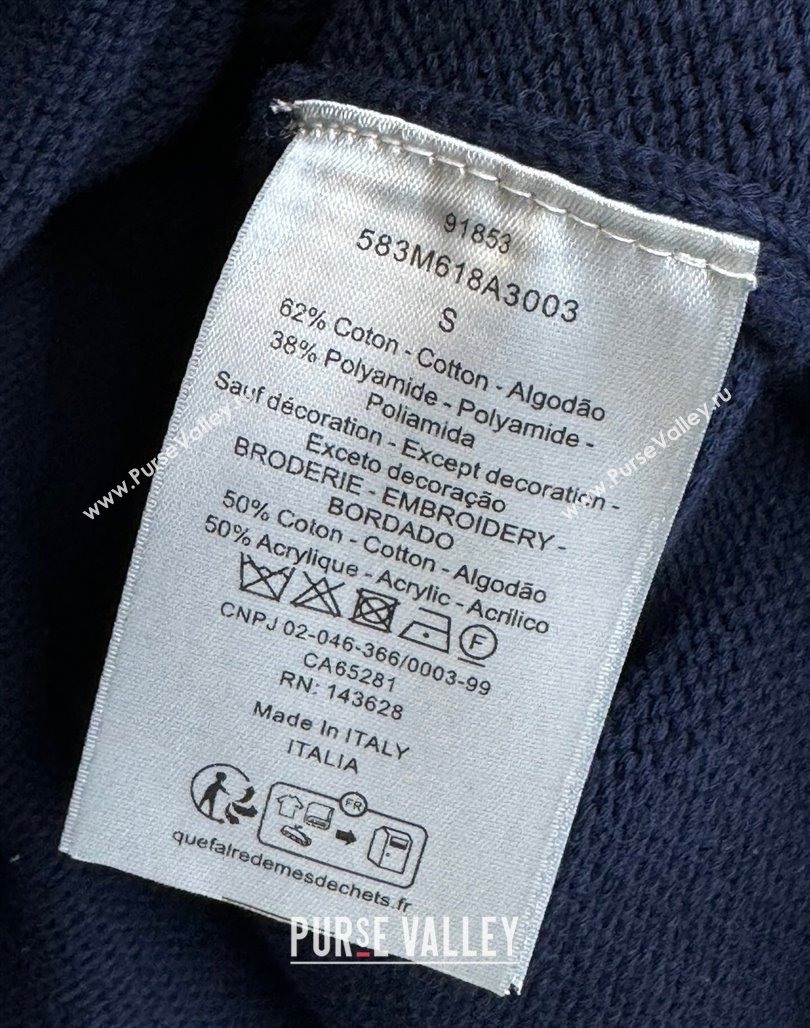 91853
583M618A3003
S
62% Coton - Cotton - Algodão
38% Polyamide - Polyamide -
Poliamida
Sauf décoration - Except decoration -
Exceto decoração
BRODERIE - EMBROIDERY -
BORDADO
50% Coton - Cotton - Algodão
50% Acrylique - Acrylic - Acrílico
F
CNPJ 02-046-366/0003-99
CA65281
RN: 143628
Made In ITALY
ITALIA
FR
quefairedemesdechets.fr
www.PurseValley.ru
www.PurseValley.ru
PURSE VALLEY